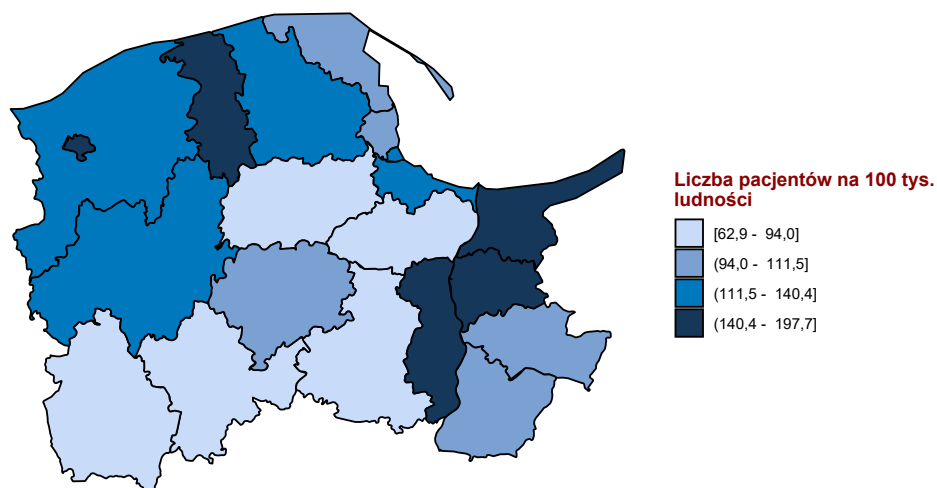 Liczba pacjentów na 100 tys.
ludności
[62,9 - 94,0]
(94,0 - 111,5]
(111,5 - 140,4]
(140,4 - 197,7]